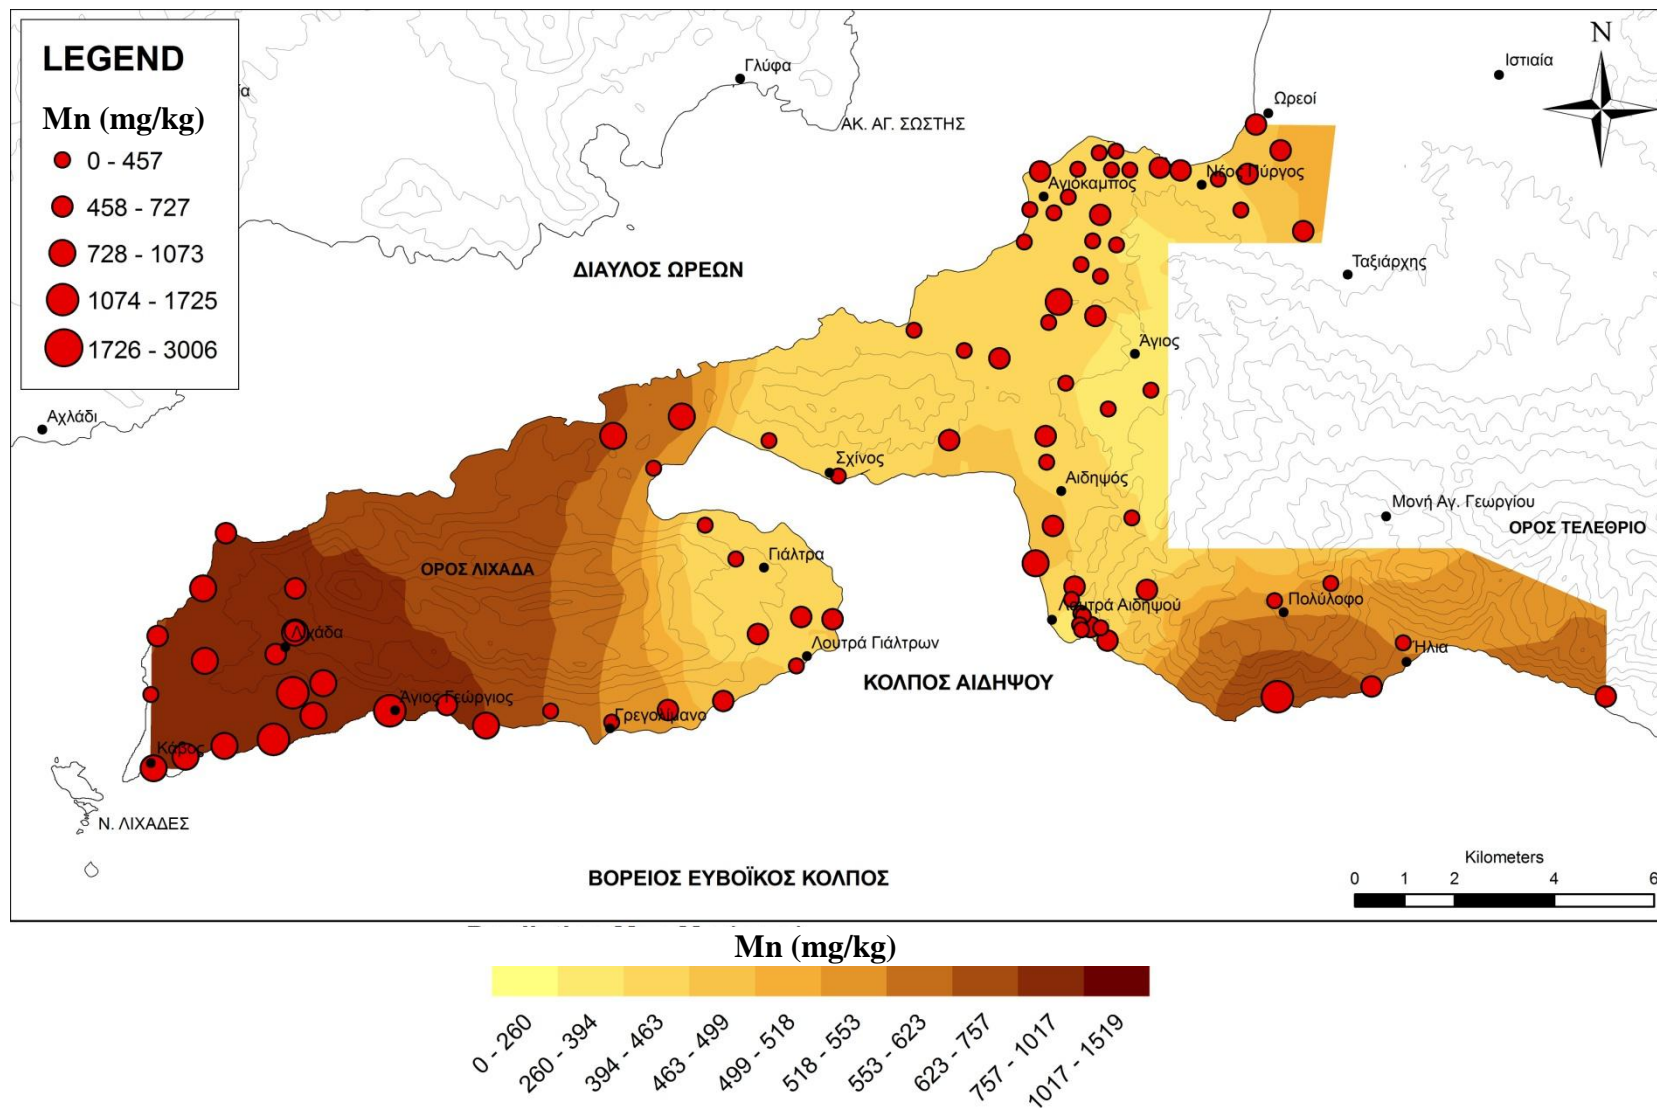 LEGEND
Mn (mg/kg)
0 - 457
458 - 727
728 - 1073
1074 - 1725
1726 - 3006
Γλύφα
ΑΚ. ΑΓ. ΣΩΣΤΗΣ
N
Ιστιαία
Ωρεοί
Νέος Πύργος
Αγιόκαμπος
Ταξιάρχης
ΔΙΑΥΛΟΣ ΩΡΕΩΝ
Άγιος
Αχλάδι
Σχίνος
Αιδηψός
Μονή Αγ. Γεωργίου
ΟΡΟΣ ΤΕΛΕΘΡΙΟ
Γιάλτρα
ΟΡΟΣ ΛΙΧΑΔΑ
Λουτρά Αιδηψού
Πολύλοφο
Λιχάδα
Λουτρά Γιάλτρων
Ήλια
ΚΟΛΠΟΣ ΑΙΔΗΨΟΥ
Άγιος Γεώργιος
Γρεγολίμανο
Κάβος
Ν. ΛΙΧΑΔΕΣ
ΒΟΡΕΙΟΣ ΕΥΒΟΪΚΟΣ ΚΟΛΠΟΣ
Kilometers
0 1 2 4 6
Mn (mg/kg)
0 - 260
260 - 394
394 - 463
463 - 499
499 - 518
518 - 553
553 - 623
623 - 757
757 - 1017
1017 - 1519